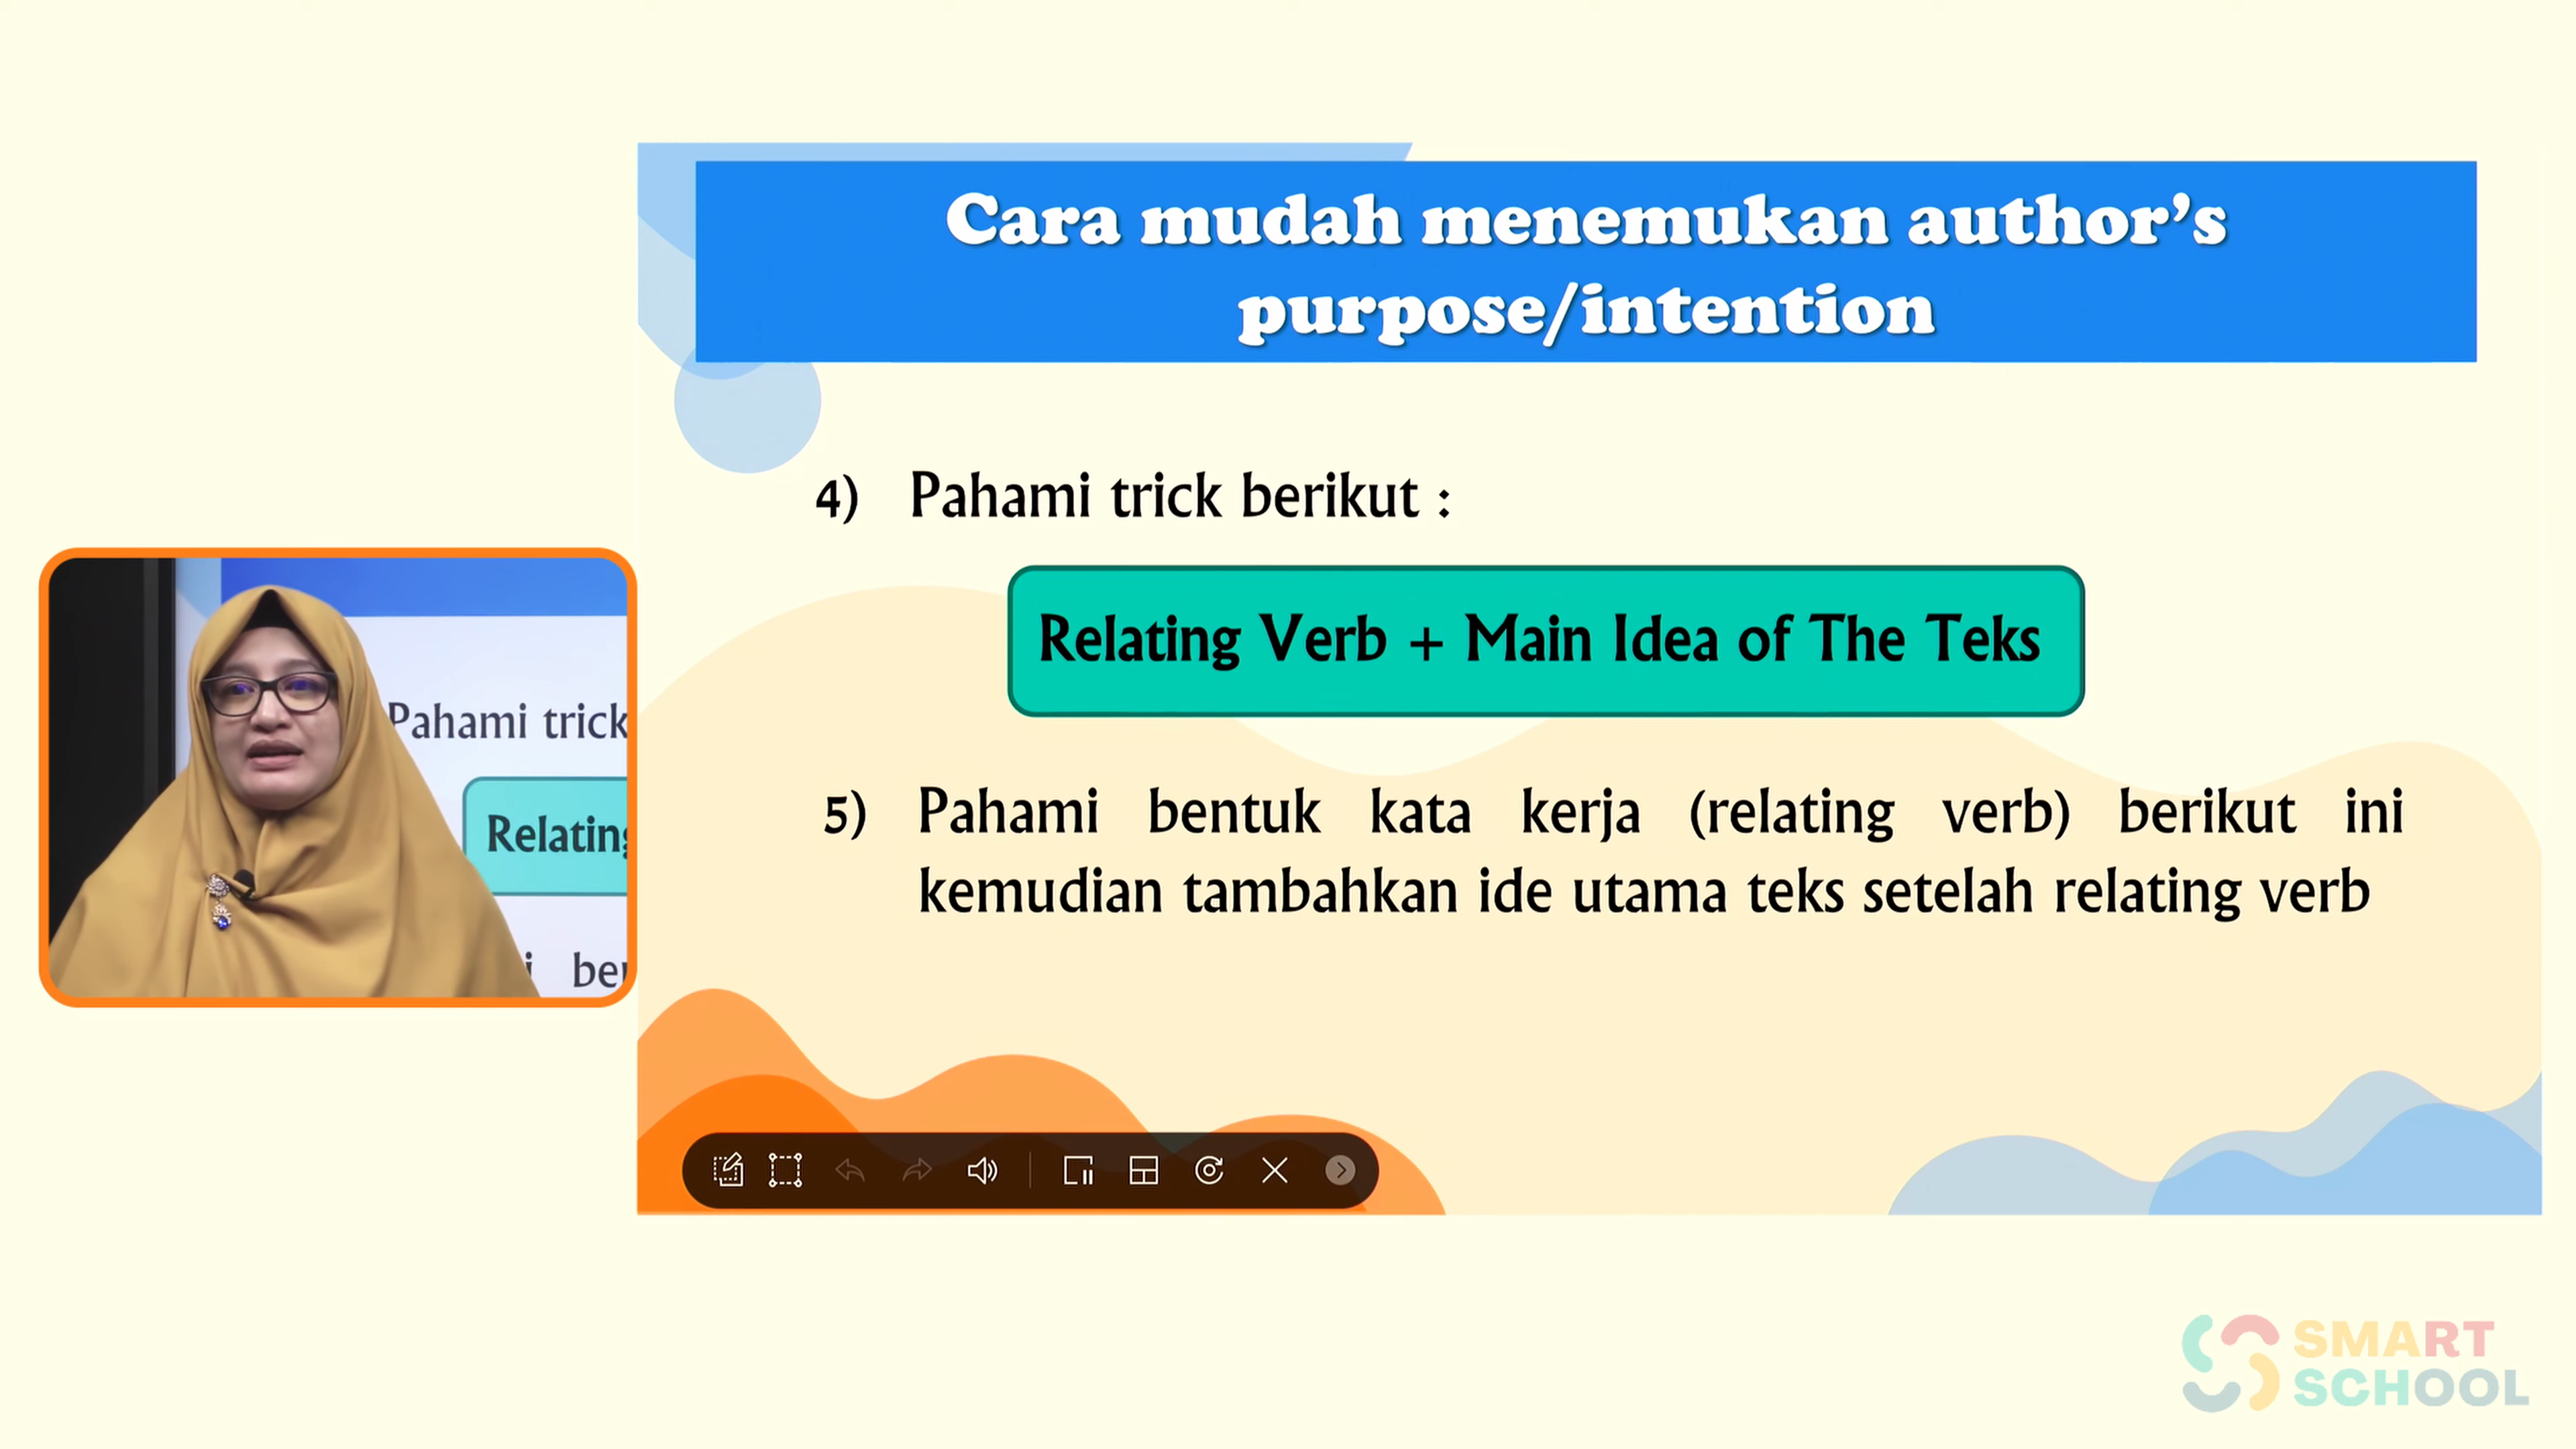 Cara mudah menemukan author's
purpose/intention
4) Pahami trick berikut :
Relating Verb + Main Idea of The Teks
5) Pahami bentuk kata kerja (relating verb) berikut ini
kemudian tambahkan ide utama teks setelah relating verb
Pahami trick
Relating
i ber
SMART
SCHOOL